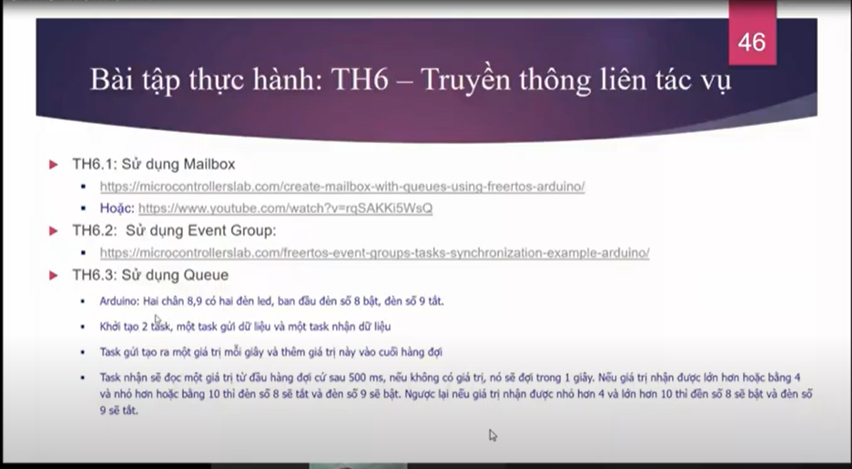 46
Bài tập thực hành: TH6 – Truyền thông liên tác vụ
TH6.1: Sử dụng Mailbox
https://microcontrollerslab.com/create-mailbox-with-queues-using-freertos-arduino/
Hoặc: https://www.youtube.com/watch?v=rqSAKKi5WsQ
TH6.2: Sử dụng Event Group:
https://microcontrollerslab.com/freertos-event-groups-tasks-synchronization-example-arduino/
TH6.3: Sử dụng Queue
Arduino: Hai chân 8,9 có hai đèn led, ban đầu đèn số 8 bật, đèn số 9 tắt.
Khởi tạo 2 task, một task gửi dữ liệu và một task nhận dữ liệu
Task gửi tạo ra một giá trị mỗi giây và thêm giá trị này vào cuối hàng đợi
Task nhận sẽ đọc một giá trị từ đầu hàng đợi cứ sau 500 ms, nếu không có giá trị, nó sẽ đợi trong 1 giây. Nếu giá trị nhận được lớn hơn hoặc bằng 4
và nhỏ hơn hoặc bằng 10 thì đèn số 8 sẽ tắt và đèn số 9 sẽ bật. Ngược lại nếu giá trị nhận được nhỏ hơn 4 và lớn hơn 10 thì đèn số 8 sẽ bật và đèn số
9 sẽ tắt.